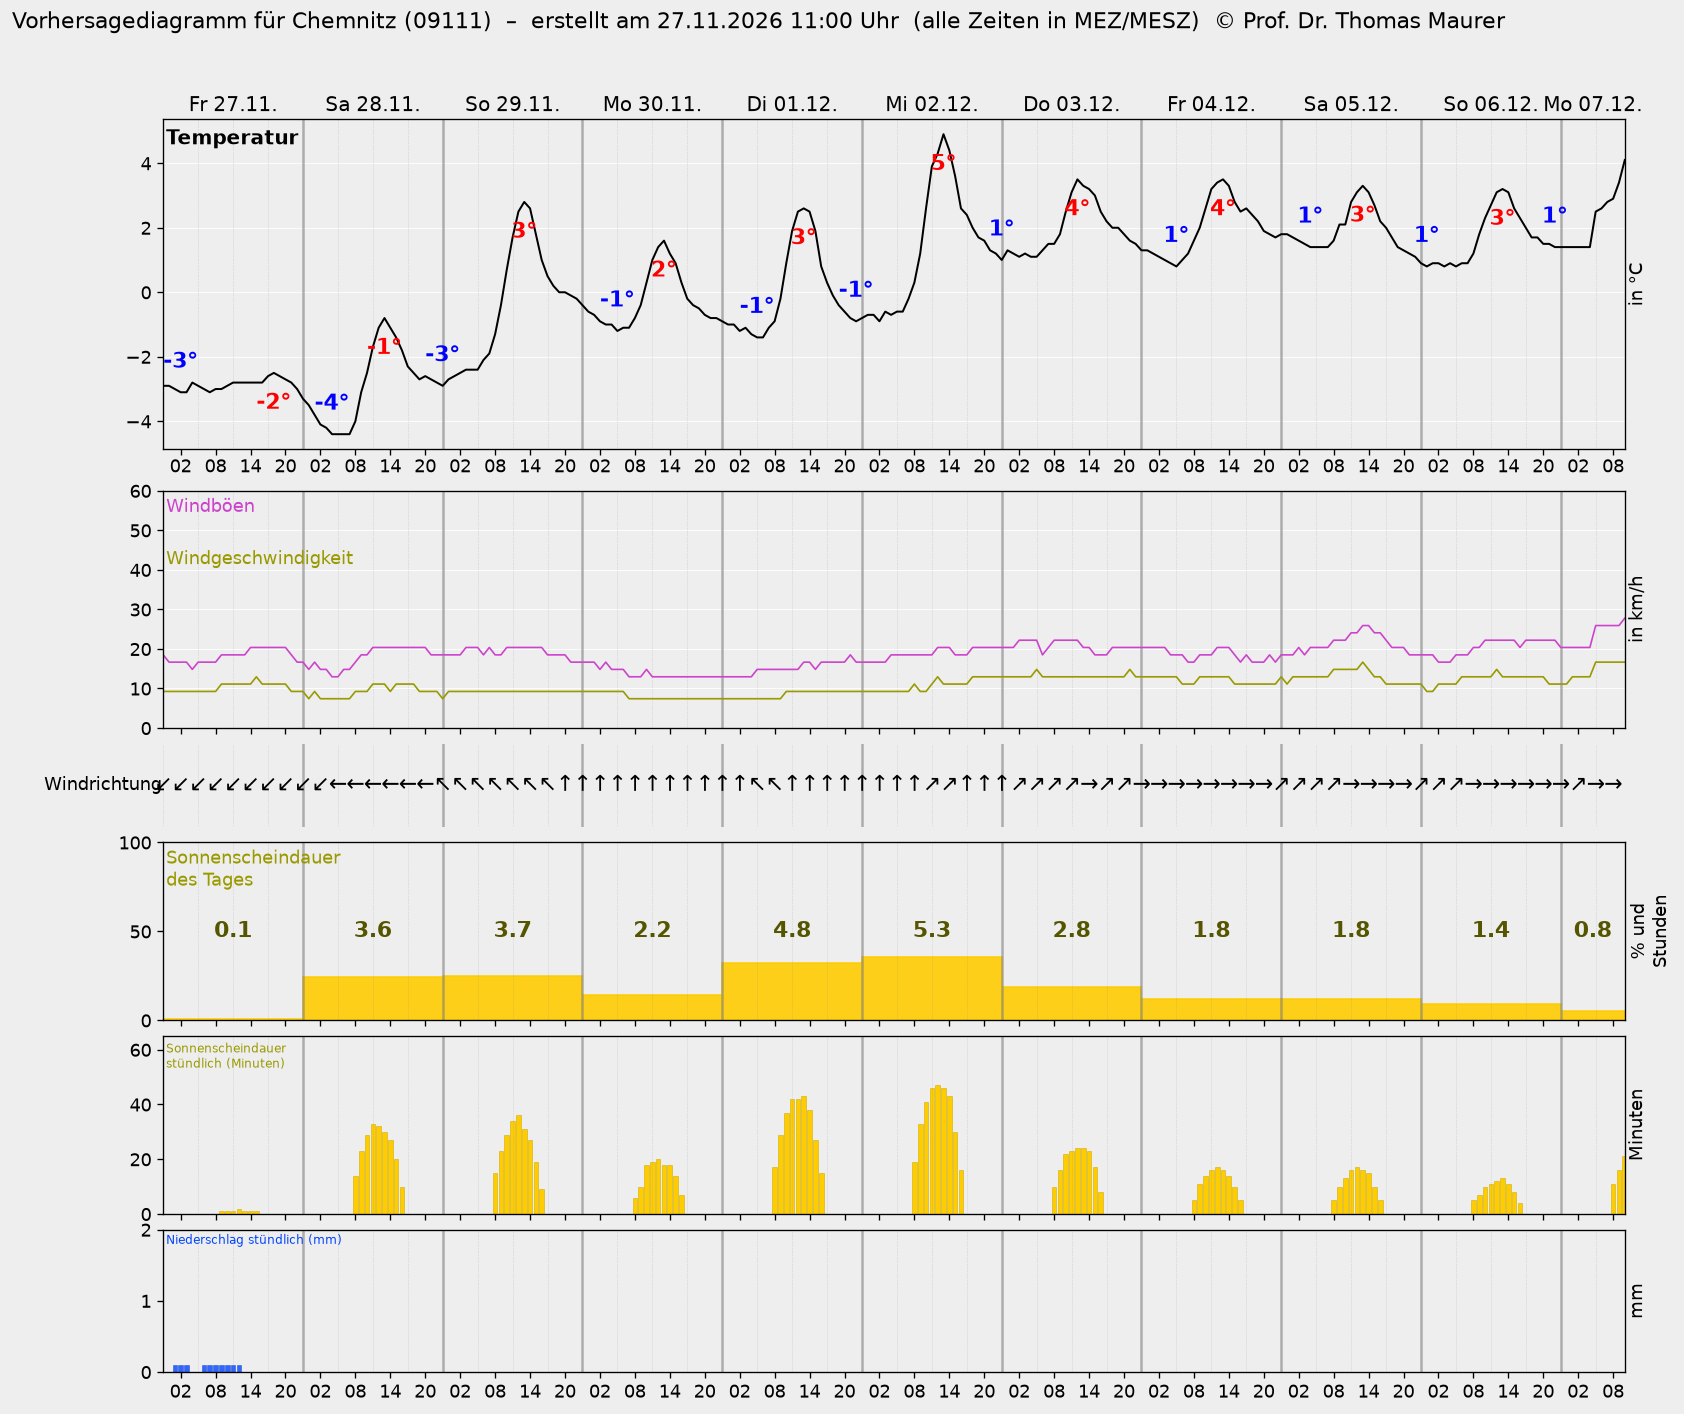 Vorhersagediagramm für Chemnitz (09111)  –  erstellt am 27.11.2026 11:00 Uhr  (alle Zeiten in MEZ/MESZ)  © Prof. Dr. Thomas Maurer
Fr 27.11. Sa 28.11. So 29.11. Mo 30.11. Di 01.12. Mi 02.12. Do 03.12. Fr 04.12. Sa 05.12. So 06.12. Mo 07.12.
Temperatur
4
2
0
−2
−4
-3° -2° -4° -1° -3° 3° -1° 2° -1° 3° -1° 5° 1° 4° 1° 4° 1° 3° 1° 3° 1°
in °C
02 08 14 20 02 08 14 20 02 08 14 20 02 08 14 20 02 08 14 20 02 08 14 20 02 08 14 20 02 08 14 20 02 08 14 20 02 08 14 20 02 08
60
Windböen
50
Windgeschwindigkeit
40
30
20
10
0
in km/h
Windrichtung
100
Sonnenscheindauer
des Tages
50
0
0.1 3.6 3.7 2.2 4.8 5.3 2.8 1.8 1.8 1.4 0.8
% und
Stunden
60
Sonnenscheindauer
stündlich (Minuten)
40
20
0
Minuten
2
Niederschlag stündlich (mm)
1
0
mm
02 08 14 20 02 08 14 20 02 08 14 20 02 08 14 20 02 08 14 20 02 08 14 20 02 08 14 20 02 08 14 20 02 08 14 20 02 08 14 20 02 08